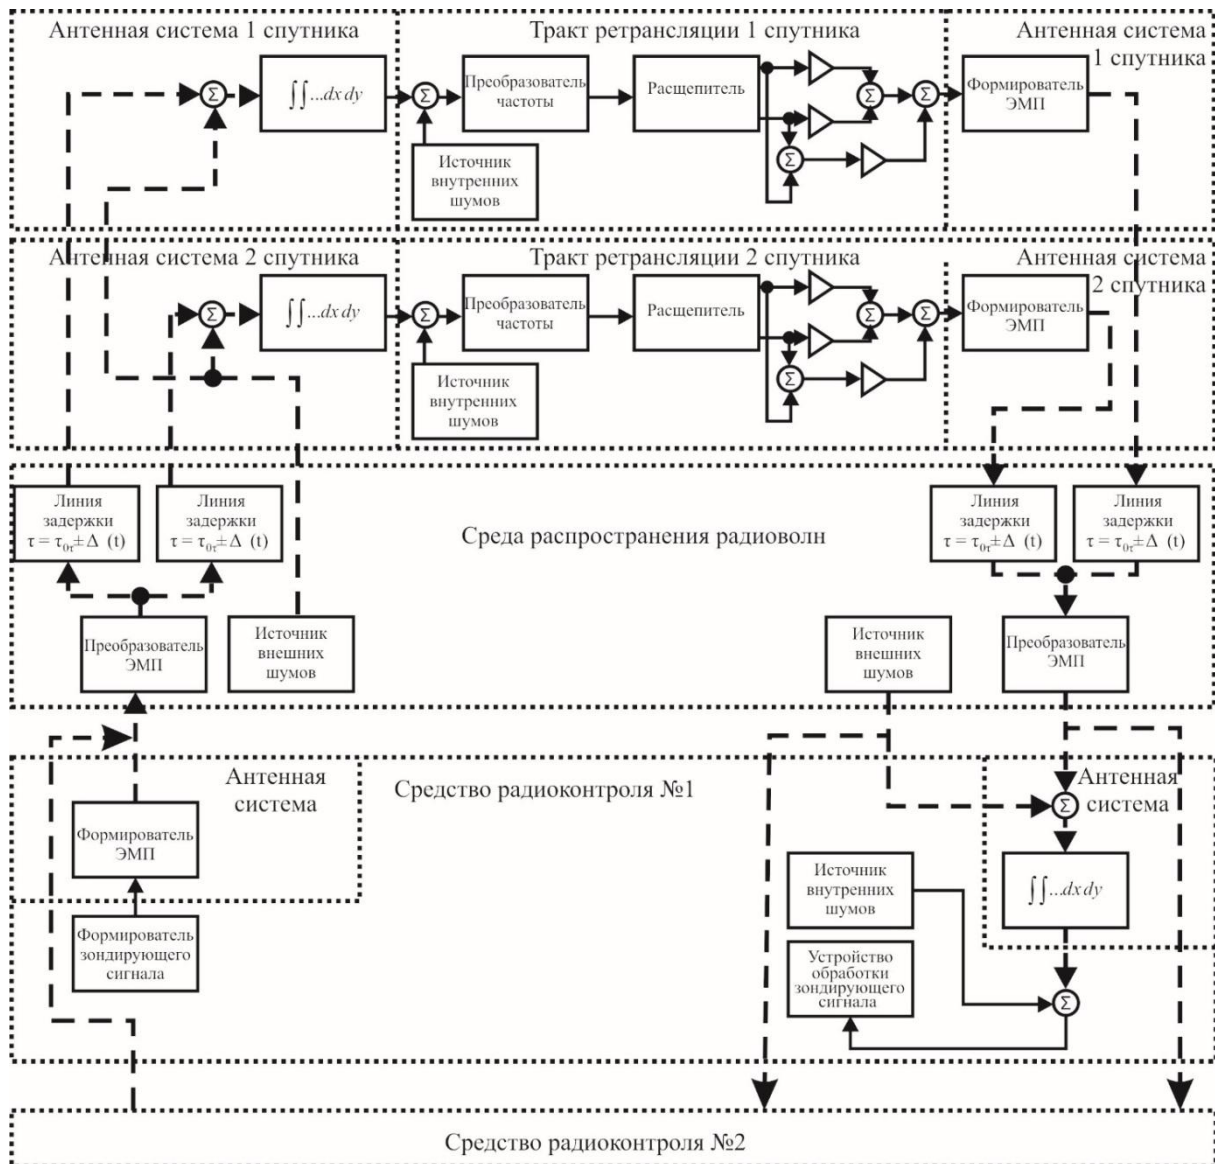 Антенная система 1 спутника
Тракт ретрансляции 1 спутника
Антенная система
1 спутника
Σ
∫∫...dx dy
Σ
Преобразователь
частоты
Расщепитель
Σ
Σ
Σ
Формирователь
ЭМП
Источник
внутренних
шумов
Антенная система 2 спутника
Тракт ретрансляции 2 спутника
Антенная система
2 спутника
Σ
∫∫...dx dy
Σ
Преобразователь
частоты
Расщепитель
Σ
Σ
Σ
Формирователь
ЭМП
Источник
внутренних
шумов
Линия
задержки
τ = τ₀τ ± Δ (t)
Линия
задержки
τ = τ₀τ ± Δ (t)
Среда распространения радиоволн
Линия
задержки
τ = τ₀τ ± Δ (t)
Линия
задержки
τ = τ₀τ ± Δ (t)
Преобразователь
ЭМП
Источник
внешних
шумов
Источник
внешних
шумов
Преобразователь
ЭМП
Антенная
система
Средство радиоконтроля №1
Антенная
система
Σ
Формирователь
ЭМП
Источник
внутренних
шумов
∫∫...dx dy
Формирователь
зондирующего
сигнала
Устройство
обработки
зондирующего
сигнала
Σ
Средство радиоконтроля №2